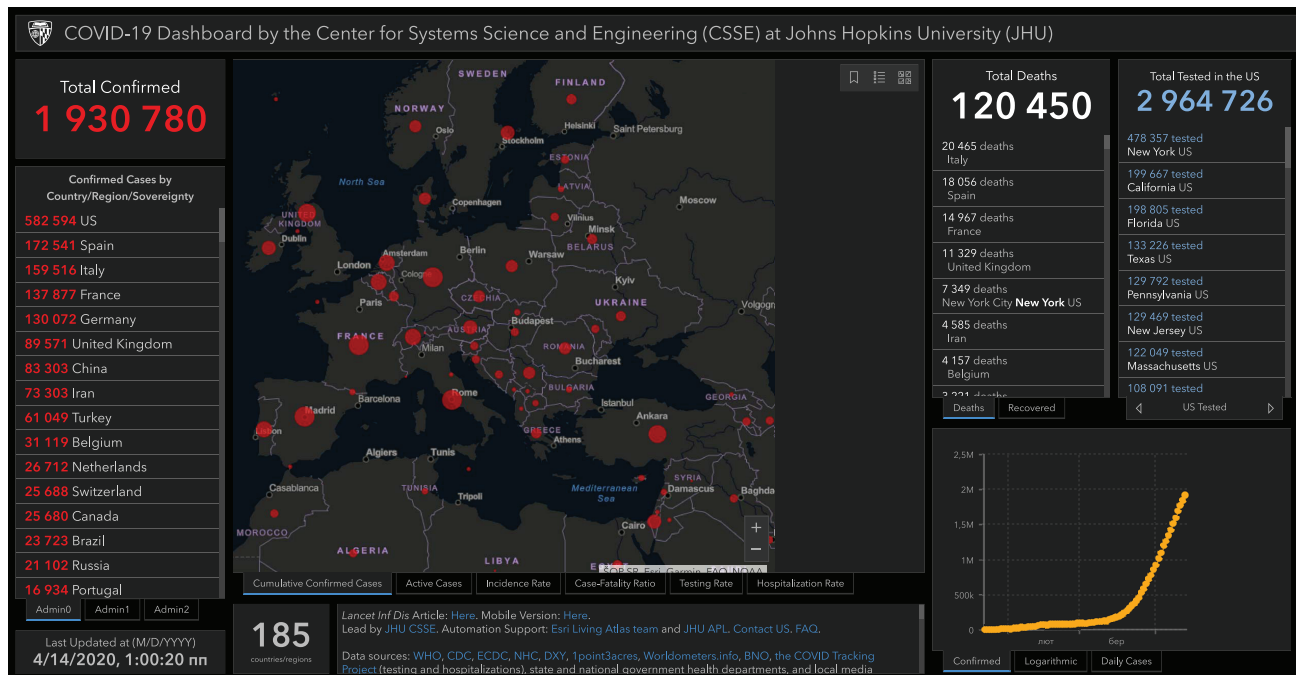 COVID-19 Dashboard by the Center for Systems Science and Engineering (CSSE) at Johns Hopkins University (JHU)
Total Confirmed
1 930 780
Confirmed Cases by
Country/Region/Sovereignty
582 594 US
172 541 Spain
159 516 Italy
137 877 France
130 072 Germany
89 571 United Kingdom
83 303 China
73 303 Iran
61 049 Turkey
31 119 Belgium
26 712 Netherlands
25 688 Switzerland
25 680 Canada
23 723 Brazil
21 102 Russia
16 934 Portugal
Admin0 Admin1 Admin2
Last Updated at (M/D/YYYY)
4/14/2020, 1:00:20 пп
SWEDEN
FINLAND
NORWAY
Oslo
Helsinki
Saint Petersburg
Stockholm
ESTONIA
North Sea
LATVIA
Moscow
Copenhagen
UNITED
KINGDOM
Vilnius
Minsk
Dublin
BELARUS
Amsterdam
Berlin
Warsaw
London
Cologne
Kyiv
Paris
CZECHIA
UKRAINE
Volgogr
Budapest
FRANCE
AUSTRIA
Milan
ROMANIA
Bucharest
BULGARIA
Barcelona
Rome
Madrid
Istanbul
GEORGIA
Ankara
Lisbon
GREECE
Athens
Algiers
Tunis
SYRIA
Casablanca
TUNISIA
Mediterranean
Sea
Damascus
Baghda
Tripoli
MOROCCO
Cairo
ALGERIA
LIBYA
+
−
Esri, Garmin, FAO, NOAA
Cumulative Confirmed Cases Active Cases Incidence Rate Case-Fatality Ratio Testing Rate Hospitalization Rate
185
countries/regions
Lancet Inf Dis Article: Here. Mobile Version: Here.
Lead by JHU CSSE. Automation Support: Esri Living Atlas team and JHU APL. Contact US. FAQ.
Data sources: WHO, CDC, ECDC, NHC, DXY, 1point3acres, Worldometers.info, BNO, the COVID Tracking
Project (testing and hospitalizations), state and national government health departments, and local media
Total Deaths
120 450
20 465 deaths
Italy
18 056 deaths
Spain
14 967 deaths
France
11 329 deaths
United Kingdom
7 349 deaths
New York City New York US
4 585 deaths
Iran
4 157 deaths
Belgium
3 221 deaths
Deaths Recovered
Total Tested in the US
2 964 726
478 357 tested
New York US
199 667 tested
California US
198 805 tested
Florida US
133 226 tested
Texas US
129 792 tested
Pennsylvania US
129 469 tested
New Jersey US
122 049 tested
Massachusetts US
108 091 tested
US Tested
2,5M
2M
1,5M
1M
500k
0
лют бер
Confirmed Logarithmic Daily Cases